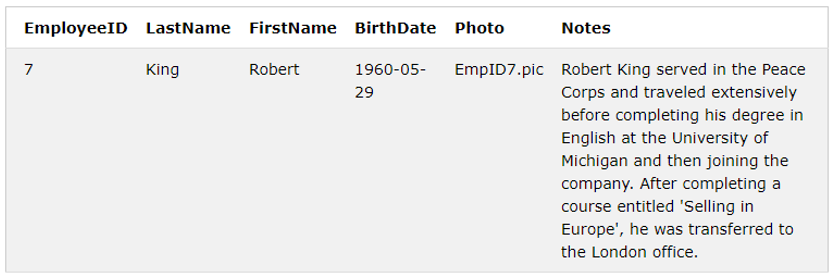 EmployeeID LastName FirstName BirthDate Photo Notes
7 King Robert 1960-05-29 EmpID7.pic Robert King served in the Peace
Corps and traveled extensively
before completing his degree in
English at the University of
Michigan and then joining the
company. After completing a
course entitled 'Selling in
Europe', he was transferred to
the London office.